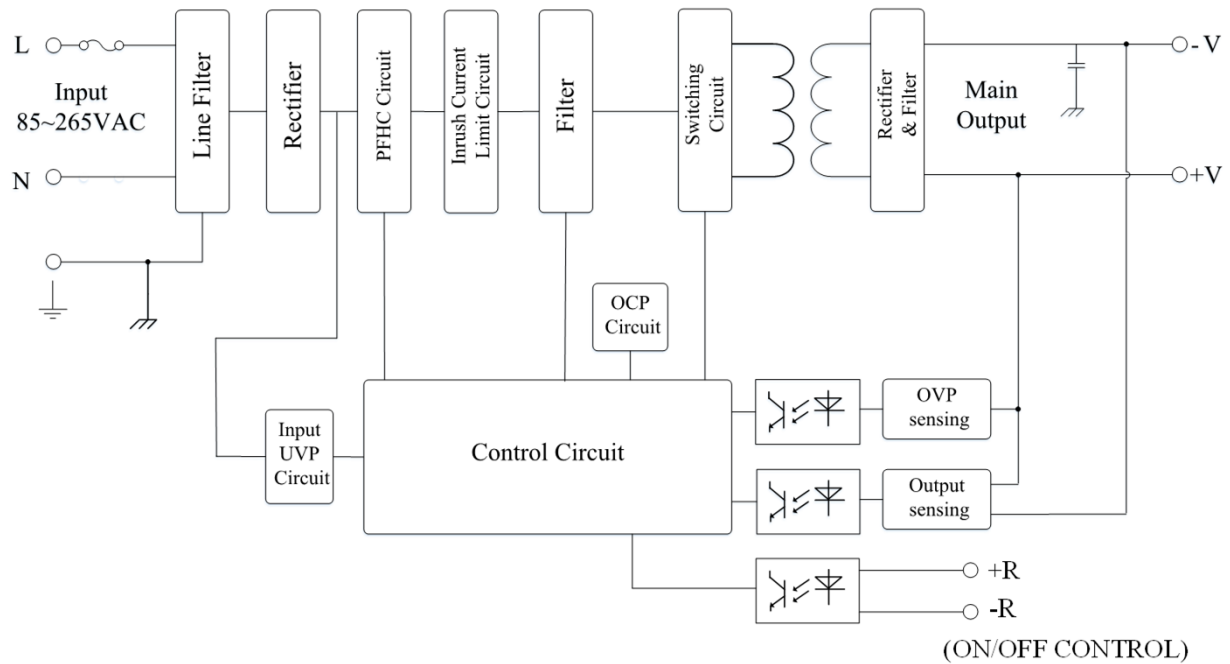 L
Input
85~265VAC
N
Line Filter
Rectifier
PFHC Circuit
Inrush Current
Limit Circuit
Filter
Switching
Circuit
Rectifier
& Filter
Main
Output
-V
+V
OCP
Circuit
Input
UVP
Circuit
Control Circuit
OVP
sensing
Output
sensing
+R
-R
(ON/OFF CONTROL)